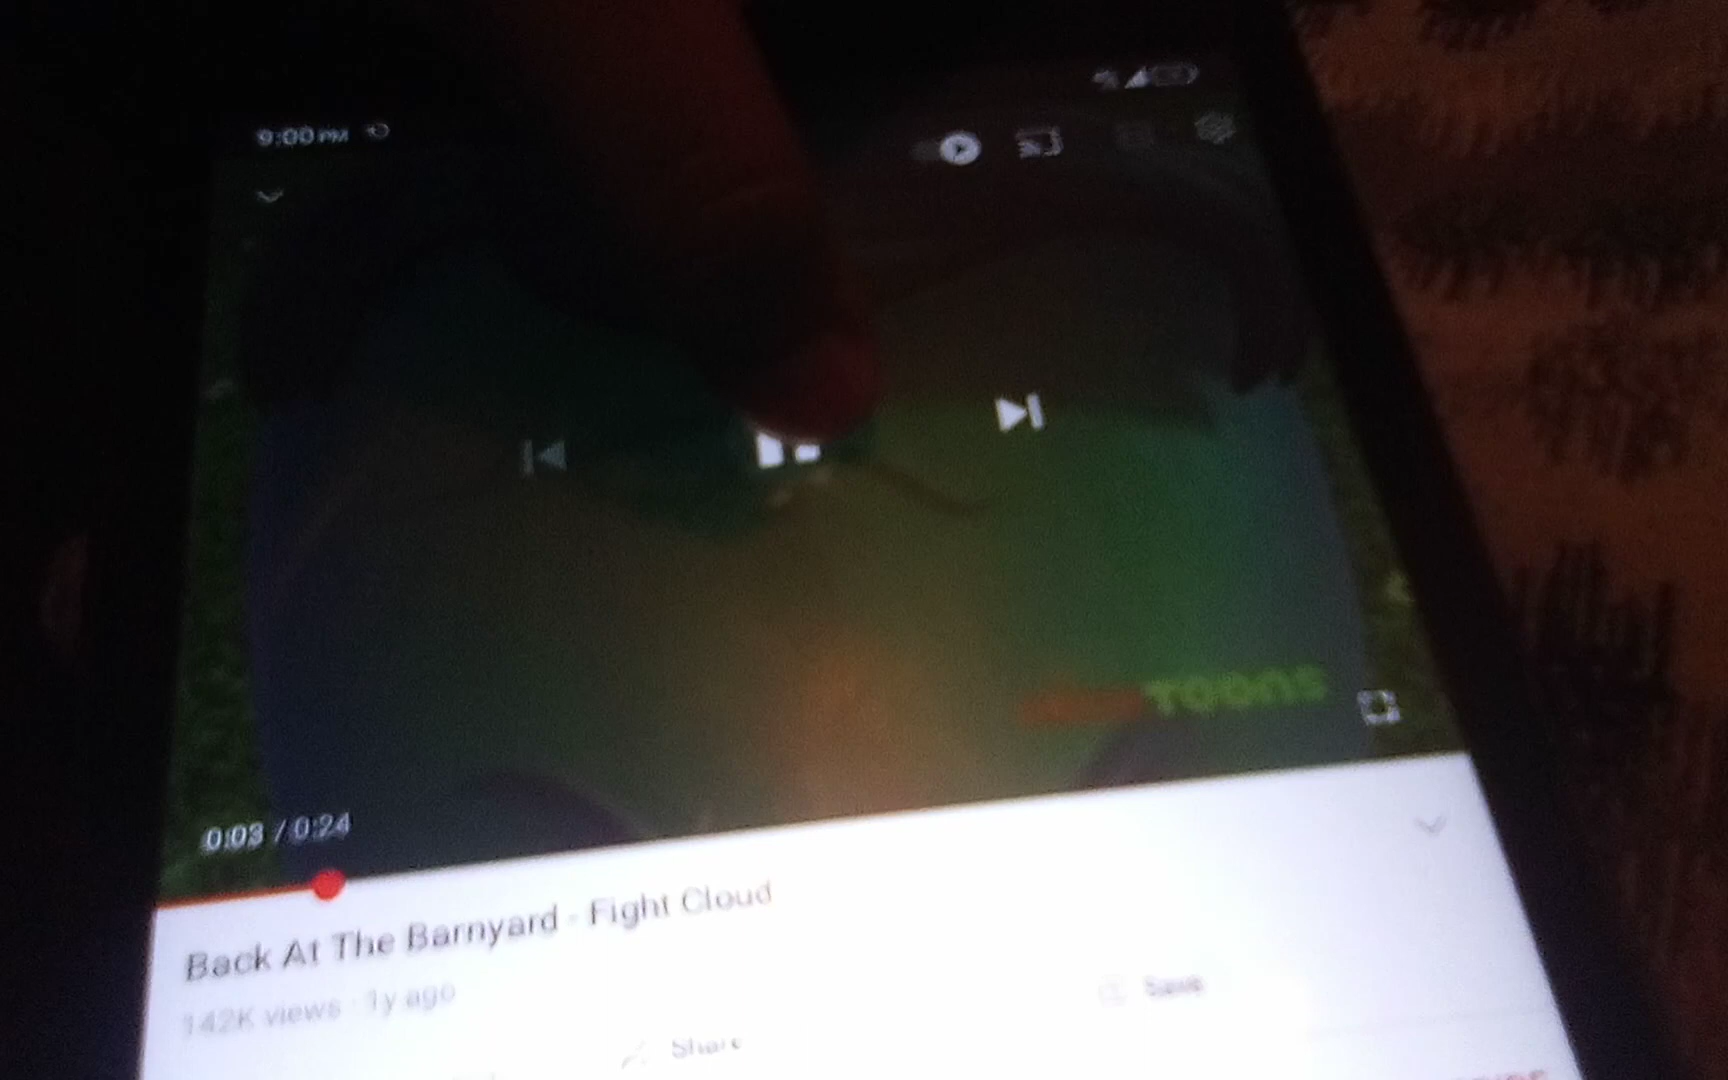 9:00 PM
TOONS
0:03 / 0:24
Back At The Barnyard - Fight Cloud
142K views · 1y ago
Save
Share